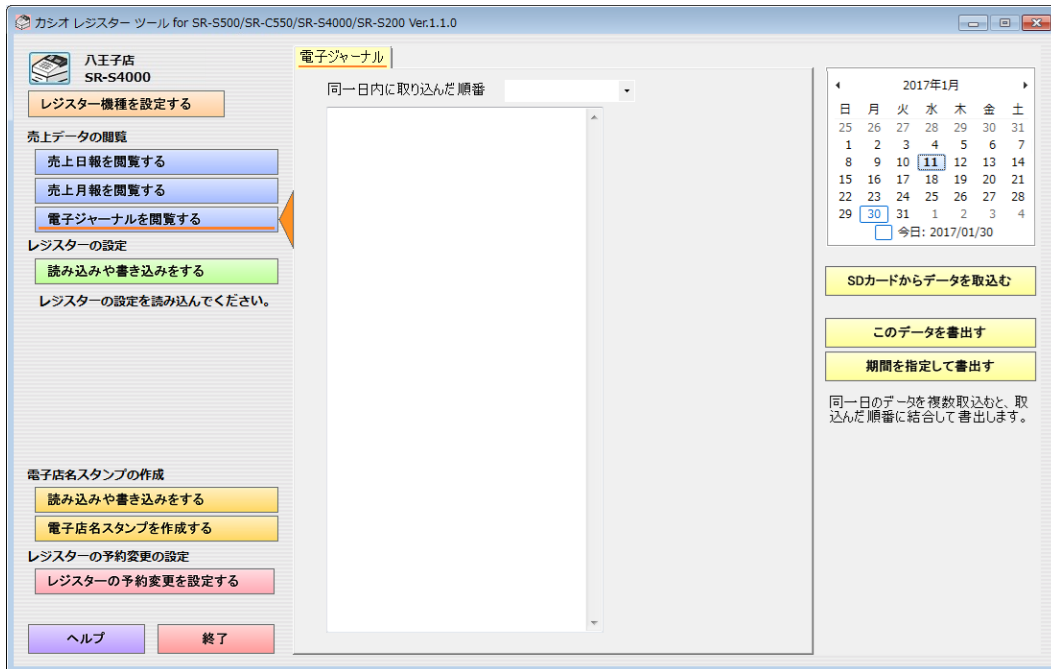 カシオ レジスター ツール for SR-S500/SR-C550/SR-S4000/SR-S200 Ver.1.1.0
八王子店
SR-S4000
レジスター機種を設定する
売上データの閲覧
売上日報を閲覧する
売上月報を閲覧する
電子ジャーナルを閲覧する
レジスターの設定
読み込みや書き込みをする
レジスターの設定を読み込んでください。
電子店名スタンプの作成
読み込みや書き込みをする
電子店名スタンプを作成する
レジスターの予約変更の設定
レジスターの予約変更を設定する
ヘルプ 終了
電子ジャーナル
同一日内に取り込んだ順番
2017年1月
日 月 火 水 木 金 土
25 26 27 28 29 30 31
1 2 3 4 5 6 7
8 9 10 11 12 13 14
15 16 17 18 19 20 21
22 23 24 25 26 27 28
29 30 31 1 2 3 4
今日: 2017/01/30
SDカードからデータを取込む
このデータを書出す
期間を指定して書出す
同一日のデータを複数取込むと、取
込んだ順番に結合して書出します。